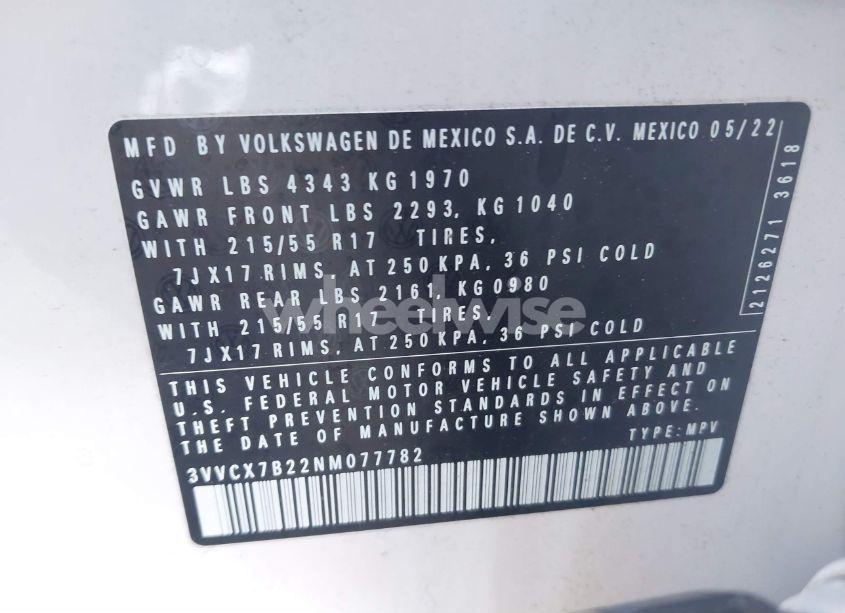 MFD BY VOLKSWAGEN DE MEXICO S.A. DE C.V. MEXICO 05/22
GVWR LBS 4343 KG 1970
GAWR FRONT LBS 2293, KG 1040
WITH 215/55 R17 TIRES,
7JX17 RIMS, AT 250 KPA, 36 PSI COLD
GAWR REAR LBS 2161, KG 0980
WITH 215/55 R17 TIRES,
7JX17 RIMS, AT 250 KPA, 36 PSI COLD
2126271 3618
wheelwise
THIS VEHICLE CONFORMS TO ALL APPLICABLE
U.S. FEDERAL MOTOR VEHICLE SAFETY AND
THEFT PREVENTION STANDARDS IN EFFECT ON
THE DATE OF MANUFACTURE SHOWN ABOVE.
TYPE: MPV
3VVCX7B22NM077782